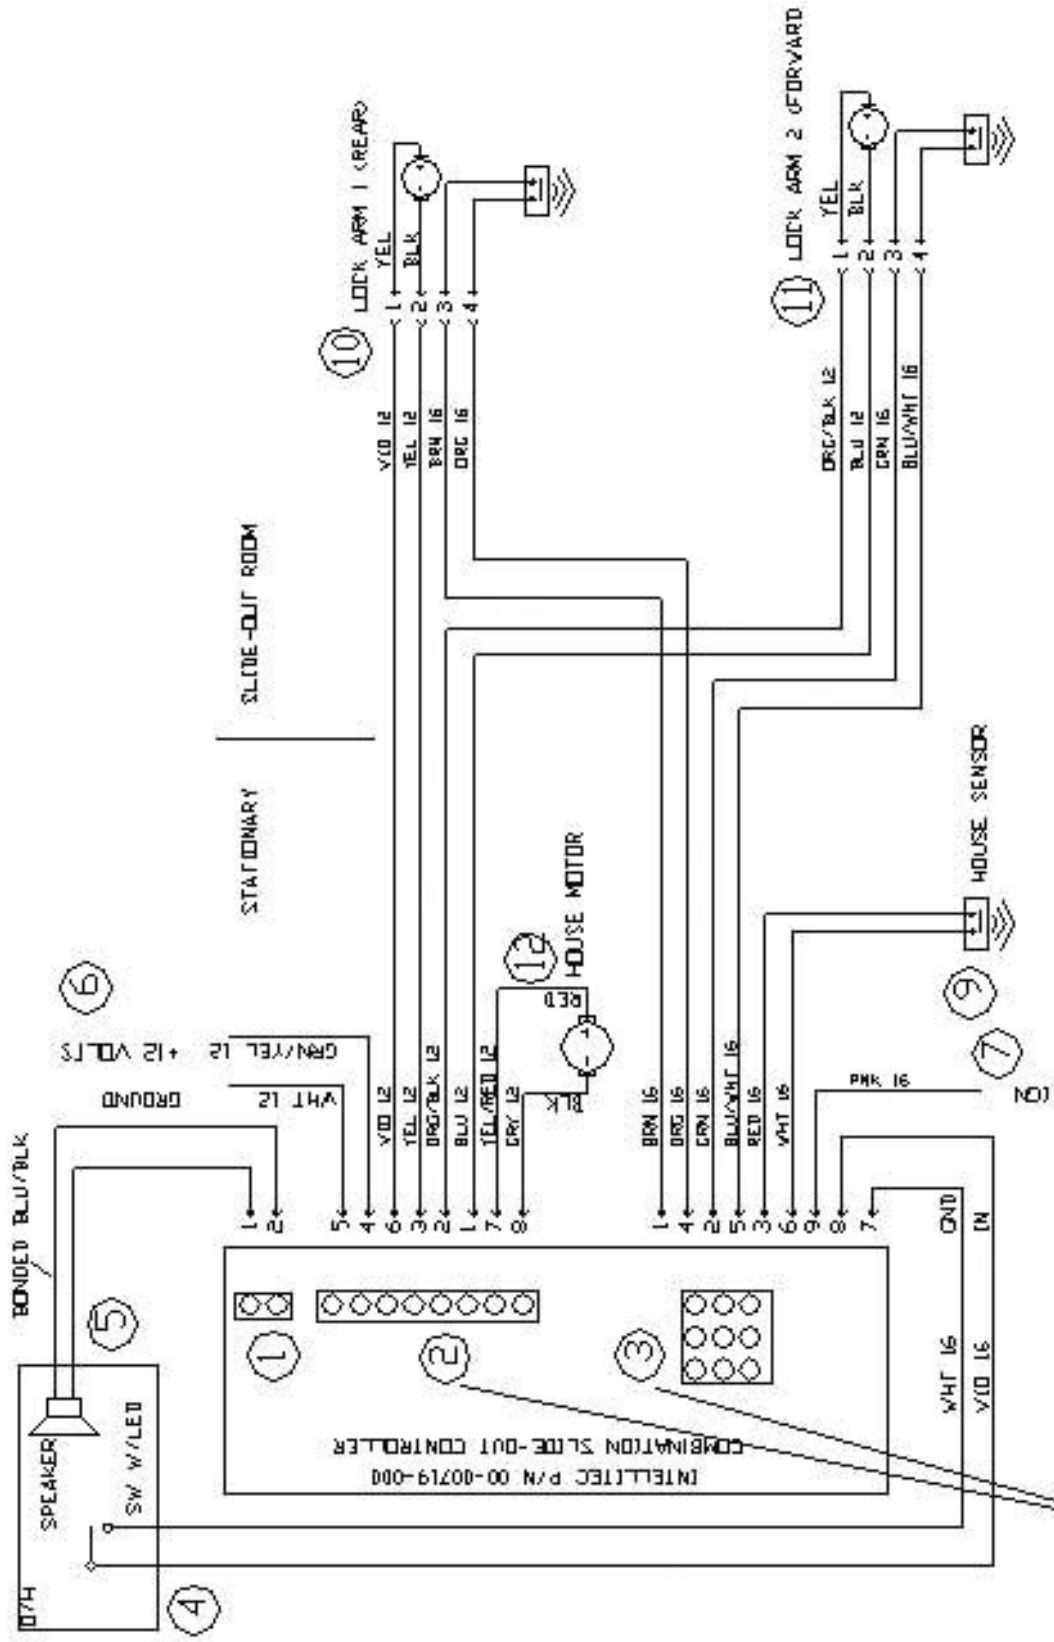 O/H
SPEAKER
SW W/LED
4
5
BONDED BLU/BLK
GROUND
WHT 12
+12 VOLTS
GRN/YEL 12
6
STATIONARY
SLIDE-OUT ROOM
INTELLITEC P/N 00-00719-000
COMBINATION SLIDE-OUT CONTROLLER
1
2
3
1
2
5
4
6 VIO 12
3 YEL 12
2 ORG/BLK 12
1 BLU 12
7 YEL/RED 12
8 GRY 12
BLK
RED
12
HOUSE MOTOR
1 BRN 16
4 ORG 16
2 GRN 16
5 BLU/WHT 16
3 RED 16
6 WHT 16
9 PNK 16
8
7
WHT 16 GND
VIO 16 IN
IGN
7
9
HOUSE SENSOR
10
LOCK ARM 1 (REAR)
VIO 12 1 YEL
YEL 12 2 BLK
BRN 16 3
ORG 16 4
11
LOCK ARM 2 (FORWARD
ORG/BLK 12 1 YEL
BLU 12 2 BLK
GRN 16 3
BLU/WHT 16 4